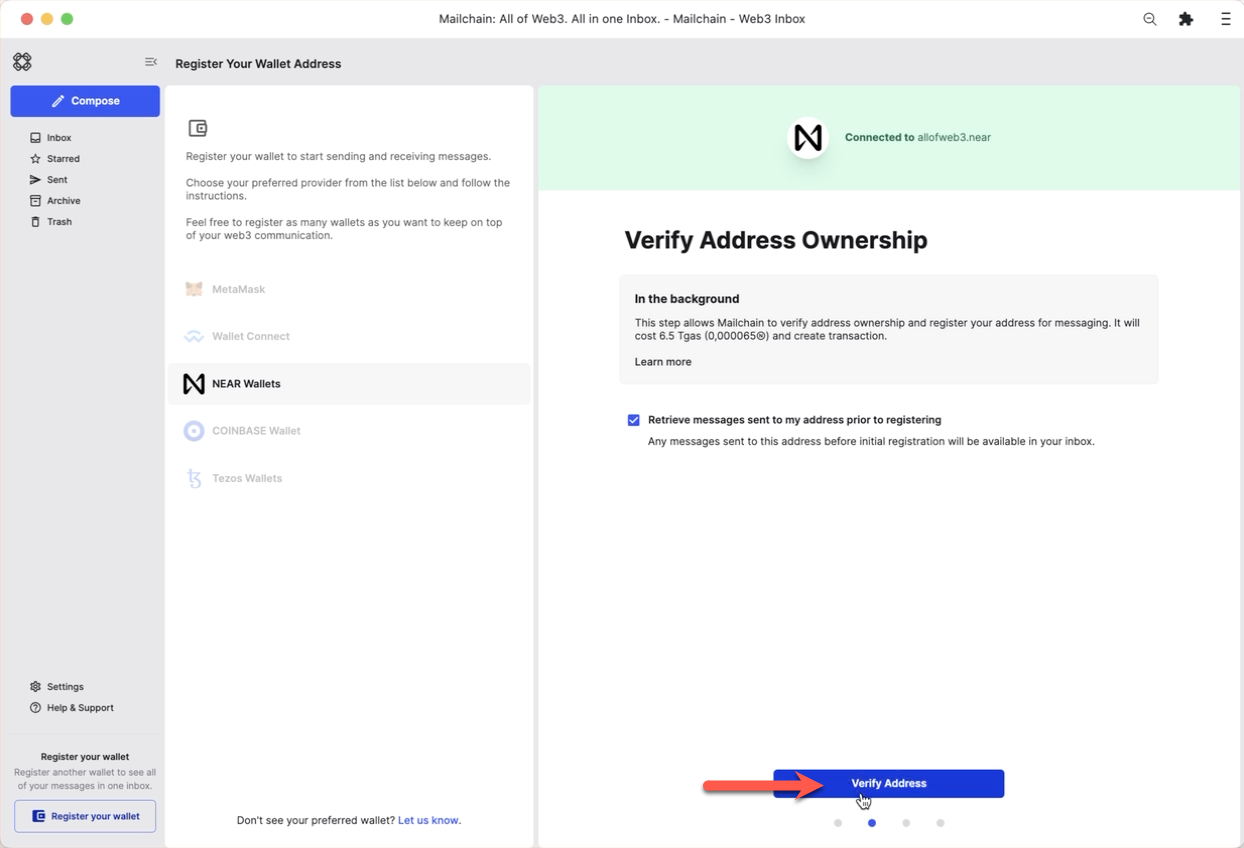 Mailchain: All of Web3. All in one Inbox. - Mailchain - Web3 Inbox
Register Your Wallet Address
Compose
Inbox
Starred
Sent
Archive
Trash
Settings
Help & Support
Register your wallet
Register another wallet to see all
of your messages in one inbox.
Register your wallet
Register your wallet to start sending and receiving messages.
Choose your preferred provider from the list below and follow the
instructions.
Feel free to register as many wallets as you want to keep on top
of your web3 communication.
MetaMask
Wallet Connect
NEAR Wallets
COINBASE Wallet
Tezos Wallets
Don't see your preferred wallet? Let us know.
Connected to allofweb3.near
Verify Address Ownership
In the background
This step allows Mailchain to verify address ownership and register your address for messaging. It will
cost 6.5 Tgas (0,000065Ⓝ) and create transaction.
Learn more
Retrieve messages sent to my address prior to registering
Any messages sent to this address before initial registration will be available in your inbox.
Verify Address